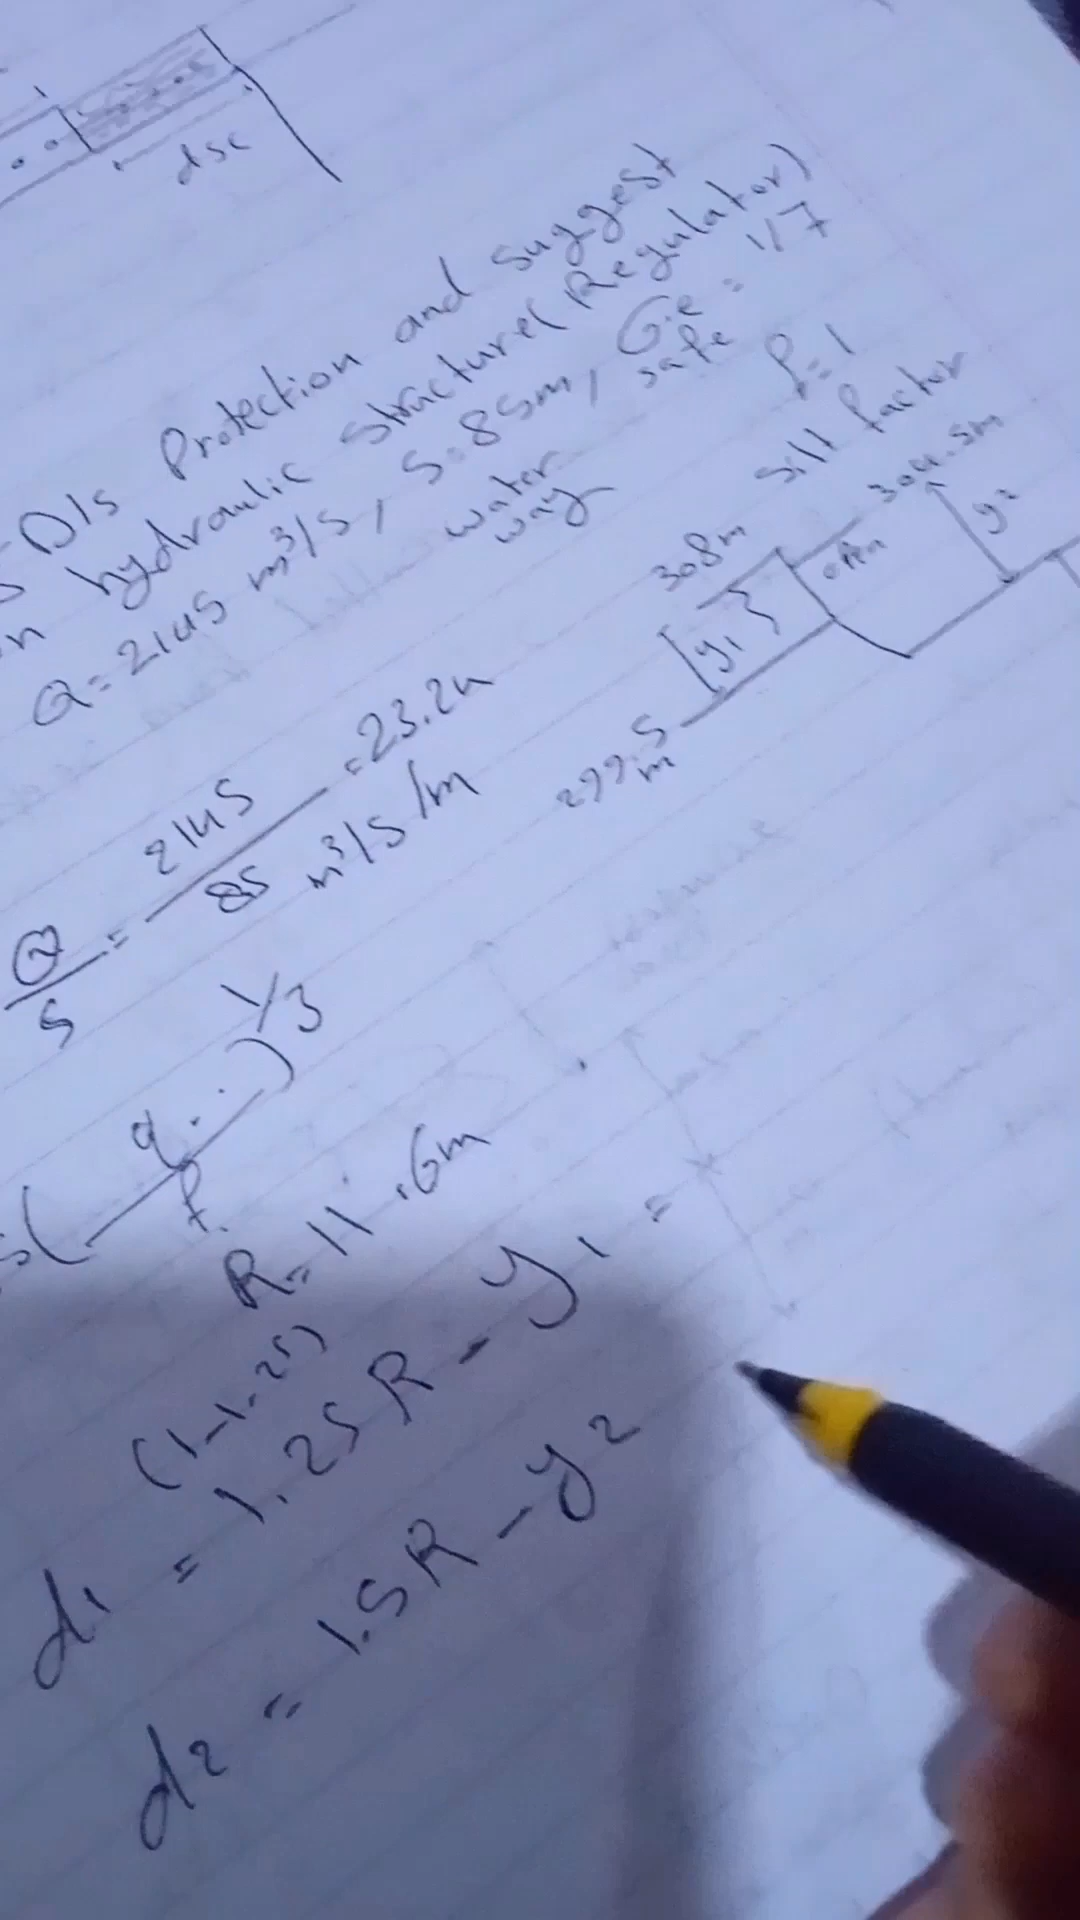 dsc
D/S Protection and suggest
hydraulic structure (Regulator)
Q=2145 m³/s, S=85m, G.e = 1/7
water way
safe
f=1
silt factor
308m
304.5m
y1
y2
299.5 m
Q/S = 2145/85 = 23.24 m³/s/m
(q/f)^1/3
R=11.6m
(1-1.25)
d1 = 1.25R - y1 =
d2 = 1.5R - y2